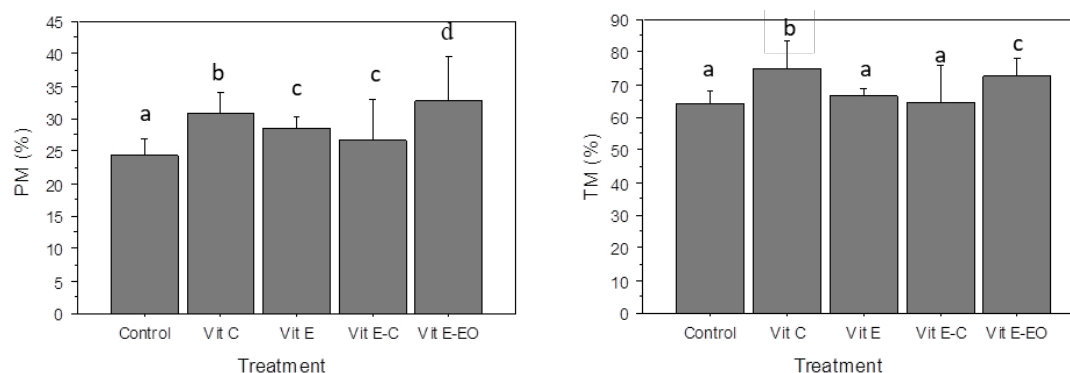 45
40
35
30
25
20
15
10
5
0
PM (%)
a
b
c
c
d
Control Vit C Vit E Vit E-C Vit E-EO
Treatment
90
80
70
60
50
40
30
20
10
0
TM (%)
a
b
a
a
c
Control Vit C Vit E Vit E-C Vit E-EO
Treatment